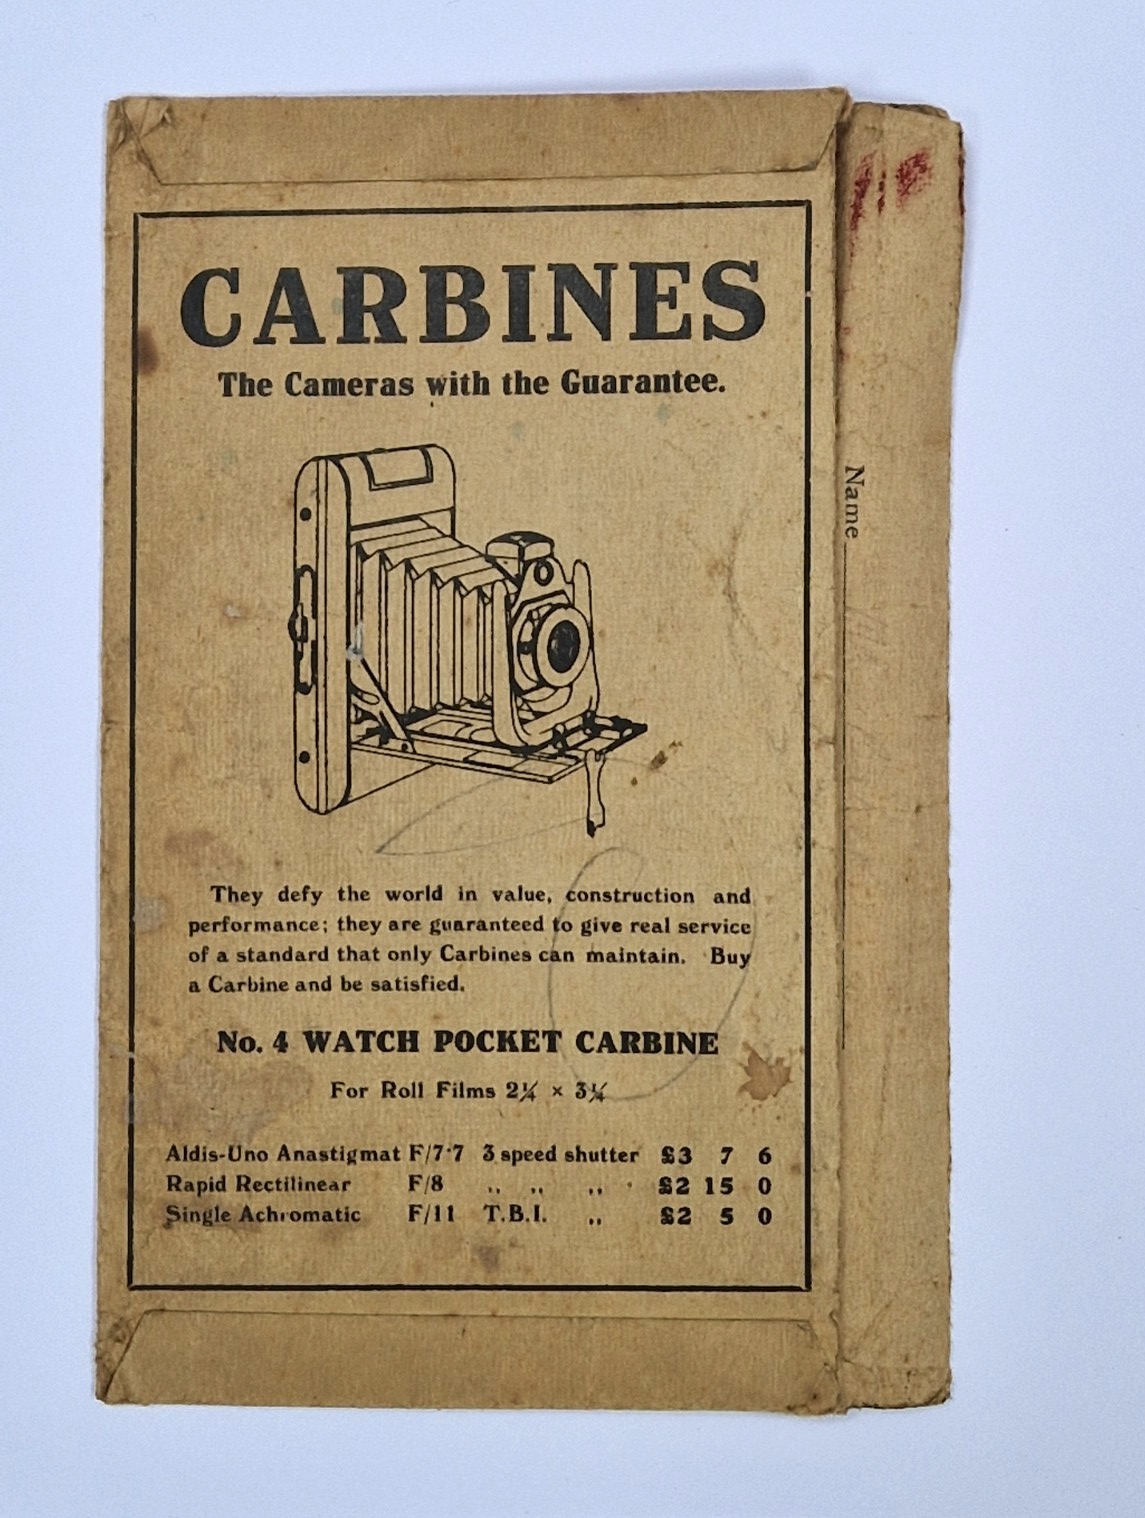 CARBINES
The Cameras with the Guarantee.
They defy the world in value, construction and
performance; they are guaranteed to give real service
of a standard that only Carbines can maintain. Buy
a Carbine and be satisfied.
No. 4 WATCH POCKET CARBINE
For Roll Films 2¼ × 3¼
Aldis-Uno Anastigmat F/7·7 3 speed shutter £3 7 6
Rapid Rectilinear F/8 ,, ,, ,, £2 15 0
Single Achromatic F/11 T.B.I. ,, £2 5 0
Name